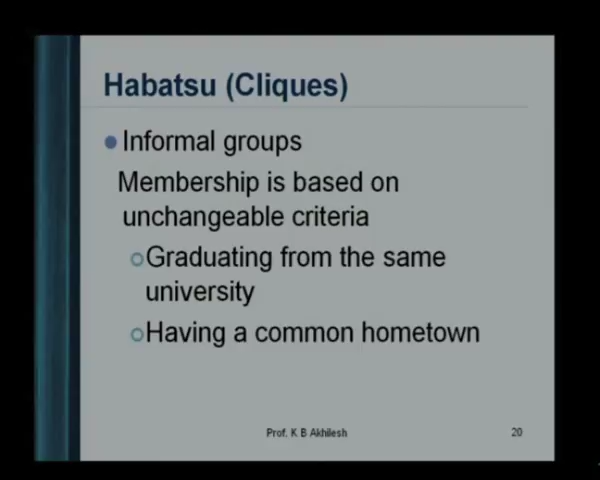 Habatsu (Cliques)
Informal groups
Membership is based on
unchangeable criteria
Graduating from the same
university
Having a common hometown
Prof. K B Akhilesh
20